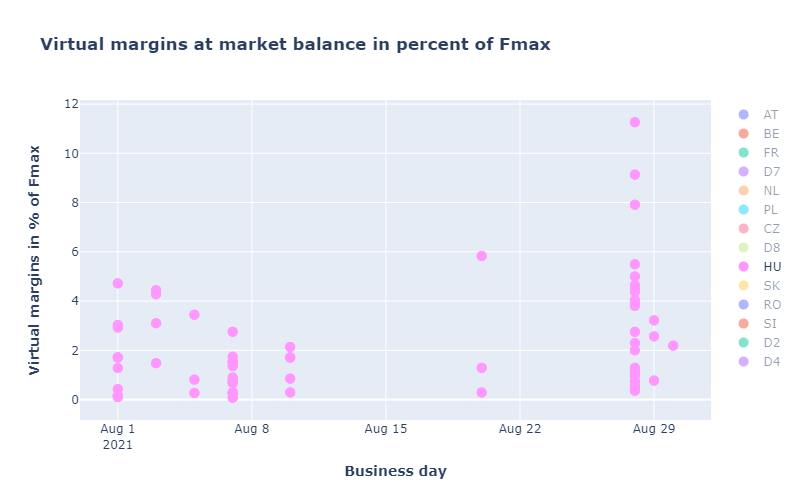 Virtual margins at market balance in percent of Fmax
Virtual margins in % of Fmax
12
10
8
6
4
2
0
Aug 1
2021
Aug 8
Aug 15
Aug 22
Aug 29
Business day
AT
BE
FR
D7
NL
PL
CZ
D8
HU
SK
RO
SI
D2
D4